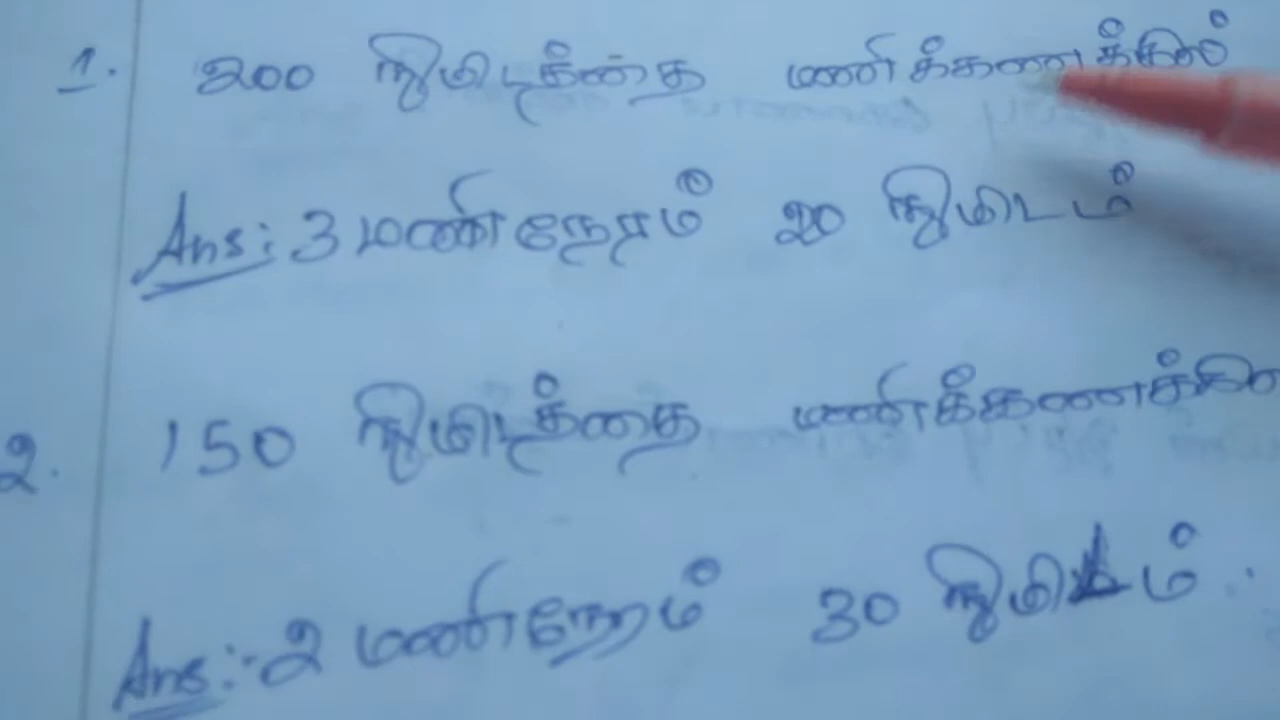 1. 200 நிமிடத்தை மணிக்கணக்கில்
Ans: 3 மணிநேரம் 20 நிமிடம்
2. 150 நிமிடத்தை மணிக்கணக்கில
Ans:- 2 மணிநேரம் 30 நிமிடம்.